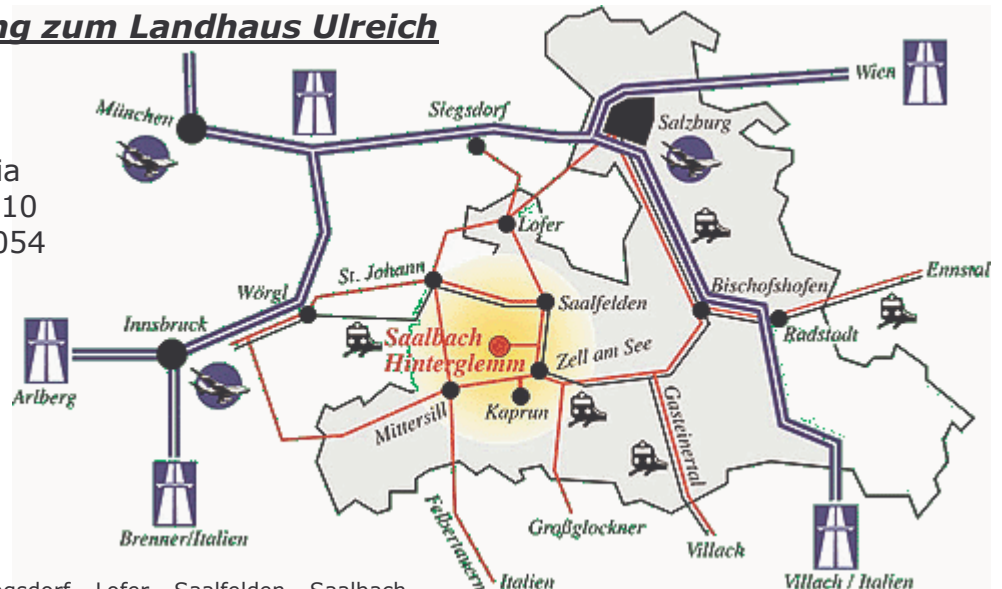 ng zum Landhaus Ulreich
Wien
München
Siegsdorf
Salzburg
ia
10
054
Lofer
St. Johann
Ennstal
Wörgl
Bischofshofen
Saalfelden
Innsbruck
Radstadt
Saalbach
Hinterglemm
Zell am See
Arlberg
Kaprun
Mittersill
Gasteinertal
Felbertauern
Großglockner
Brenner/Italien
Villach
Italien
Villach / Italien